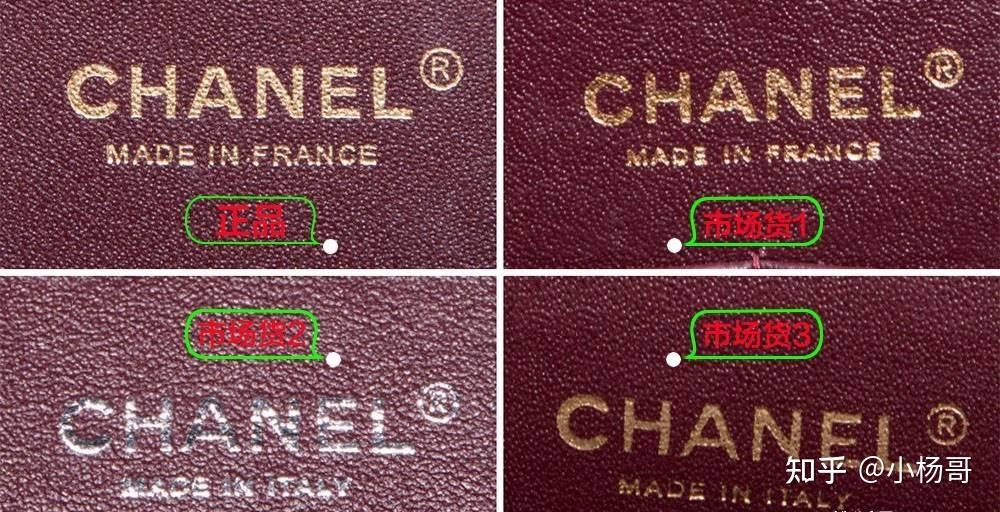 CHANEL®
MADE IN FRANCE
正品
CHANEL®
MADE IN FRANCE
市场货1
市场货2
CHANEL®
MADE IN ITALY
市场货3
CHANEL®
MADE IN ITALY
知乎 @小杨哥